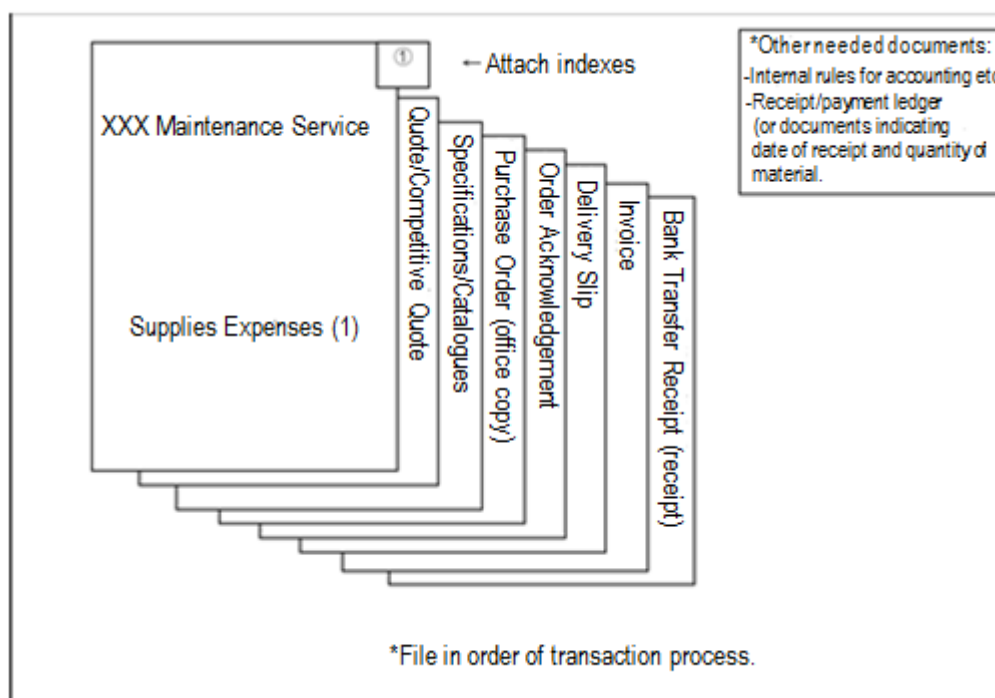 ①
← Attach indexes
XXX Maintenance Service
Supplies Expenses (1)
Quote/Competitive Quote
Specifications/Catalogues
Purchase Order (office copy)
Order Acknowledgement
Delivery Slip
Invoice
Bank Transfer Receipt (receipt)
*Other needed documents:
-Internal rules for accounting etc
-Receipt/payment ledger
(or documents indicating
date of receipt and quantity of
material.
*File in order of transaction process.